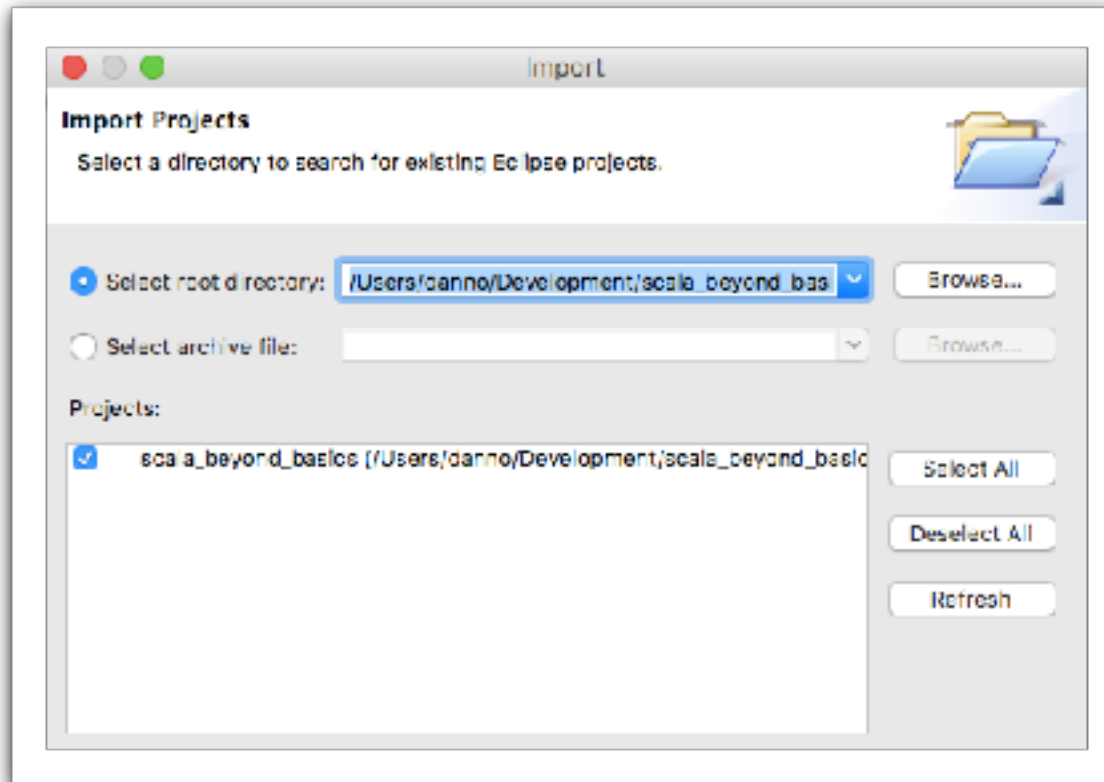 Import
Import Projects
Select a directory to search for existing Eclipse projects.
Select root directory: /Users/danno/Development/scala_beyond_bas Browse...
Select archive file: Browse...
Projects:
scala_beyond_basics (/Users/danno/Development/scala_beyond_basic
Select All
Deselect All
Refresh